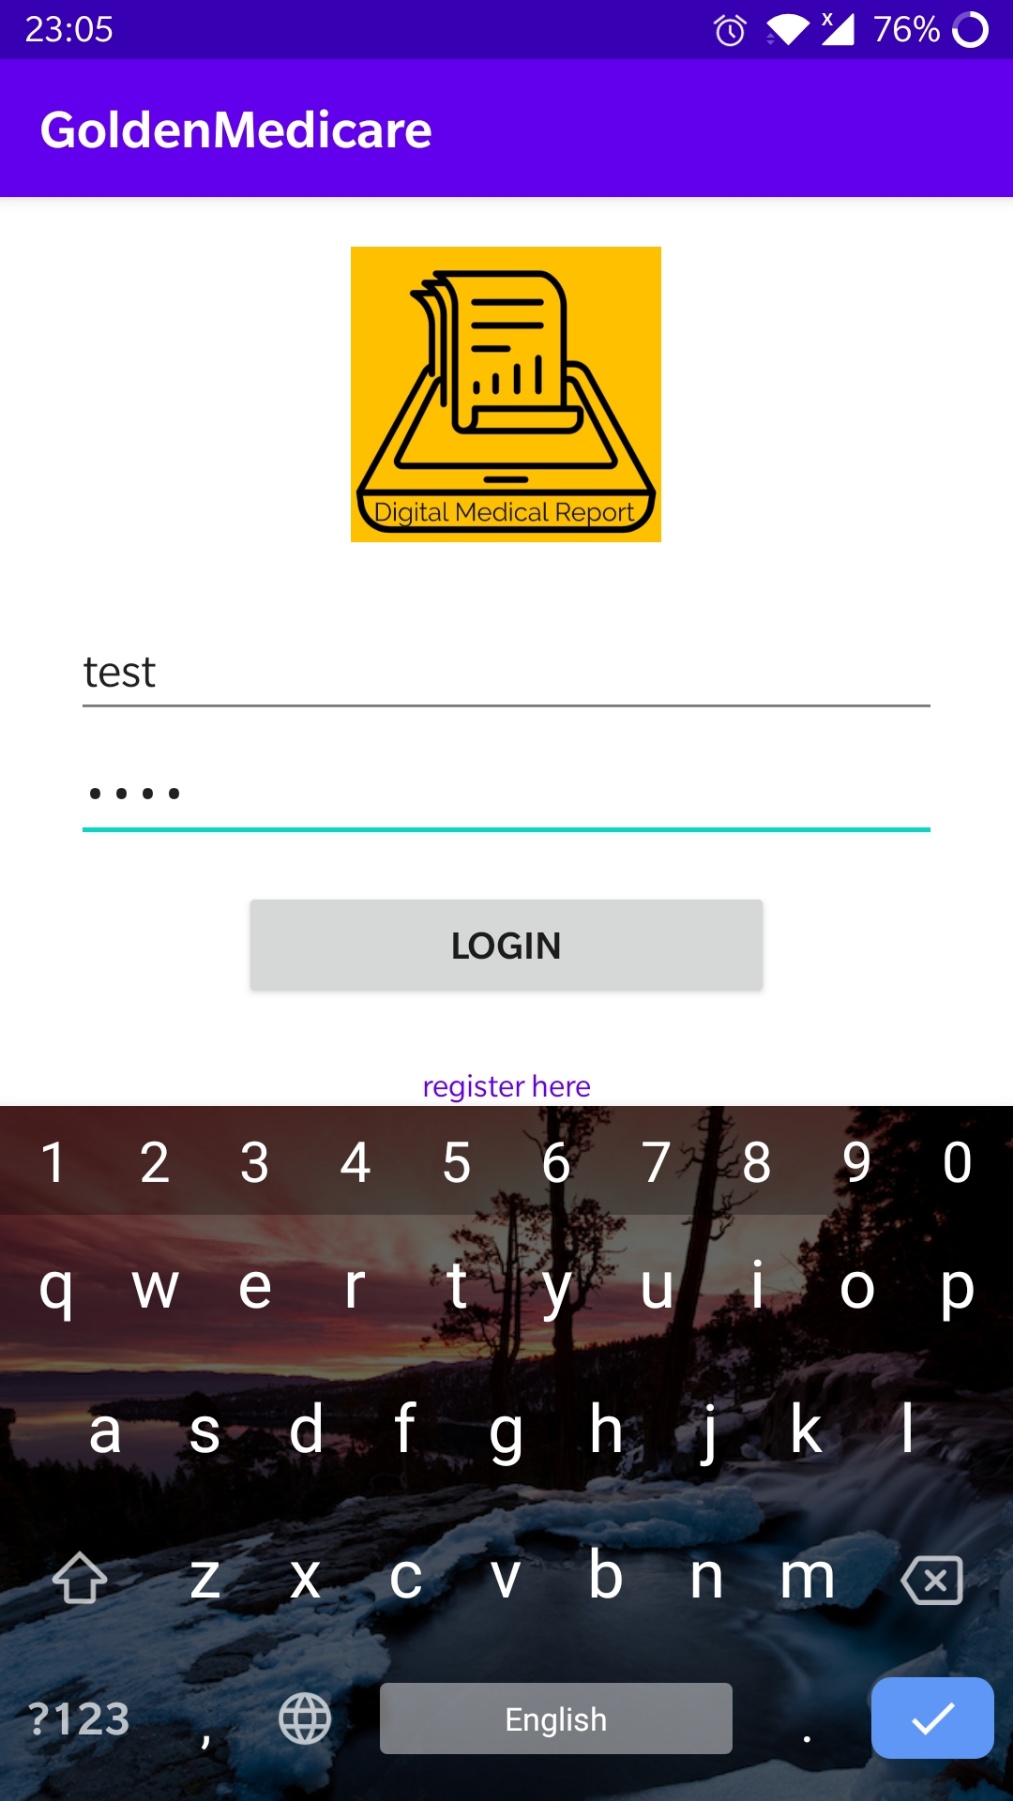 23:05 X 76%
GoldenMedicare
Digital Medical Report
test
••••
LOGIN
register here
1 2 3 4 5 6 7 8 9 0
q w e r t y u i o p
a s d f g h j k l
z x c v b n m
?123 , English .